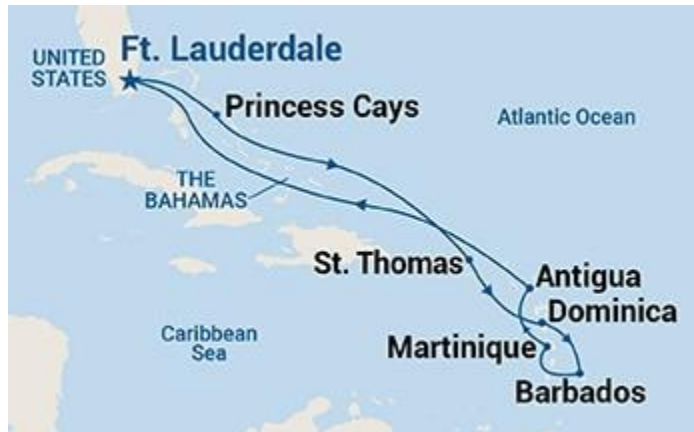 UNITED
STATES
Ft. Lauderdale
Princess Cays
Atlantic Ocean
THE
BAHAMAS
St. Thomas
Antigua
Dominica
Caribbean
Sea
Martinique
Barbados